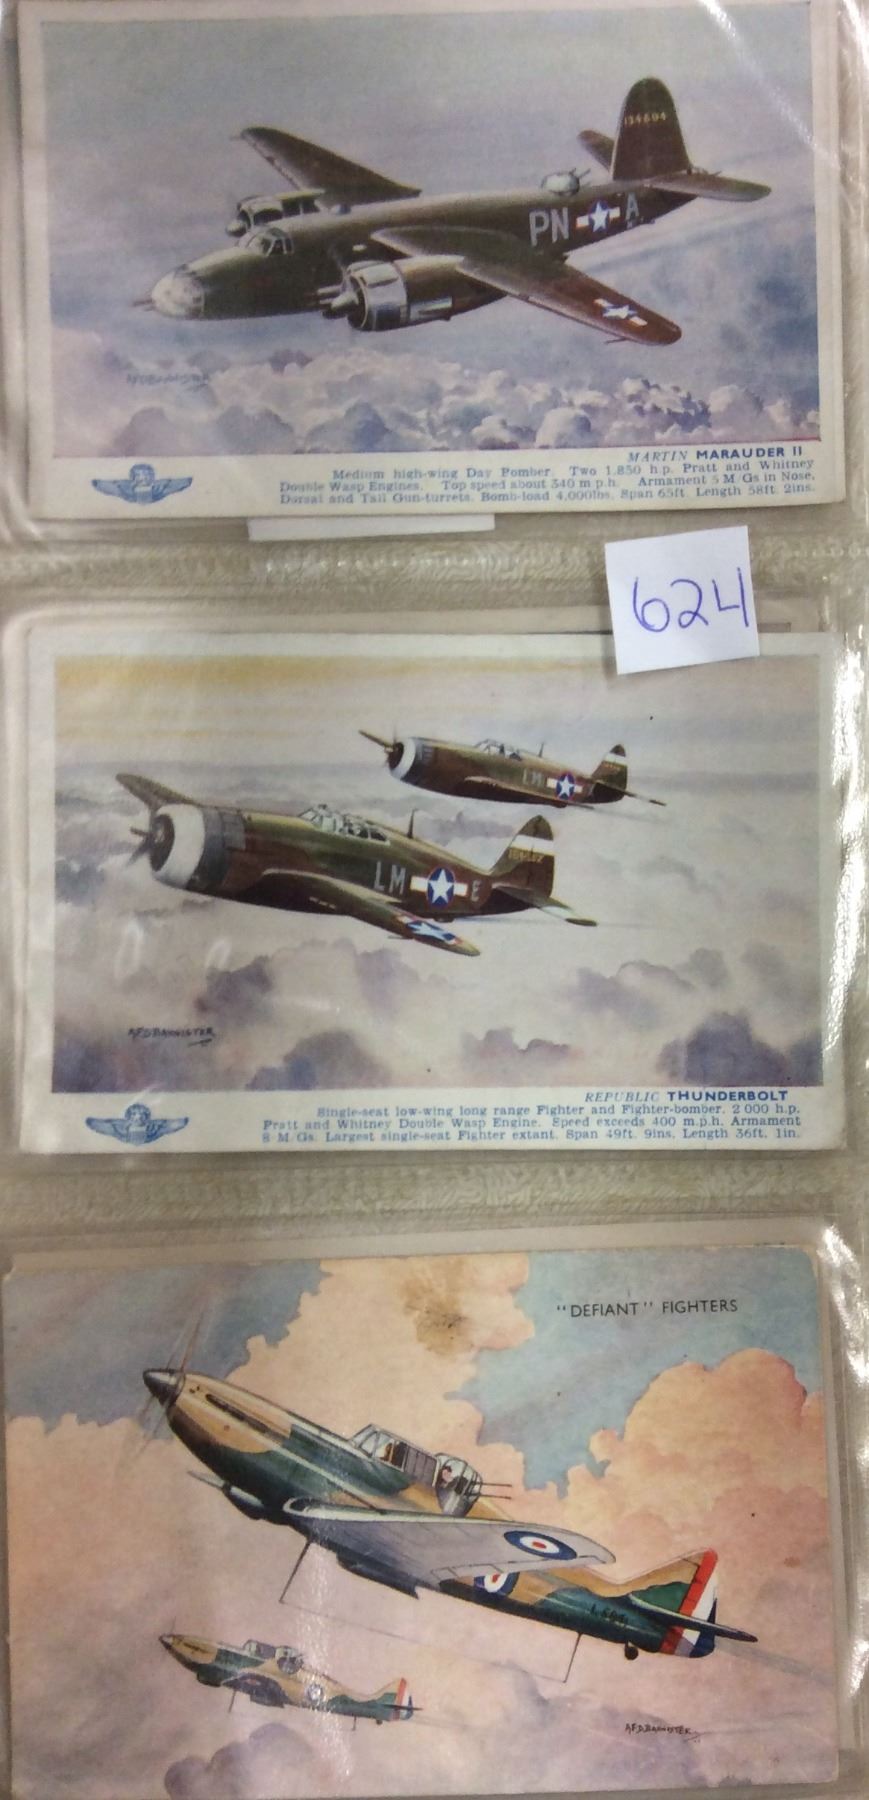 134604
PN A
A.F.D.BANNISTER
MARTIN MARAUDER II
Medium high-wing Day Bomber. Two 1,850 h.p. Pratt and Whitney
Double Wasp Engines. Top speed about 340 m.p.h. Armament 5 M/Gs in Nose,
Dorsal and Tail Gun-turrets. Bomb-load 4,000lbs. Span 65ft. Length 58ft. 2ins.
624
LM
LM E
A.F.D.BANNISTER
REPUBLIC THUNDERBOLT
Single-seat low-wing long range Fighter and Fighter-bomber. 2 000 h.p.
Pratt and Whitney Double Wasp Engine. Speed exceeds 400 m.p.h. Armament
8 M/Gs. Largest single-seat Fighter extant. Span 49ft. 9ins. Length 36ft. 1in.
"DEFIANT" FIGHTERS
A.F.D.BANNISTER